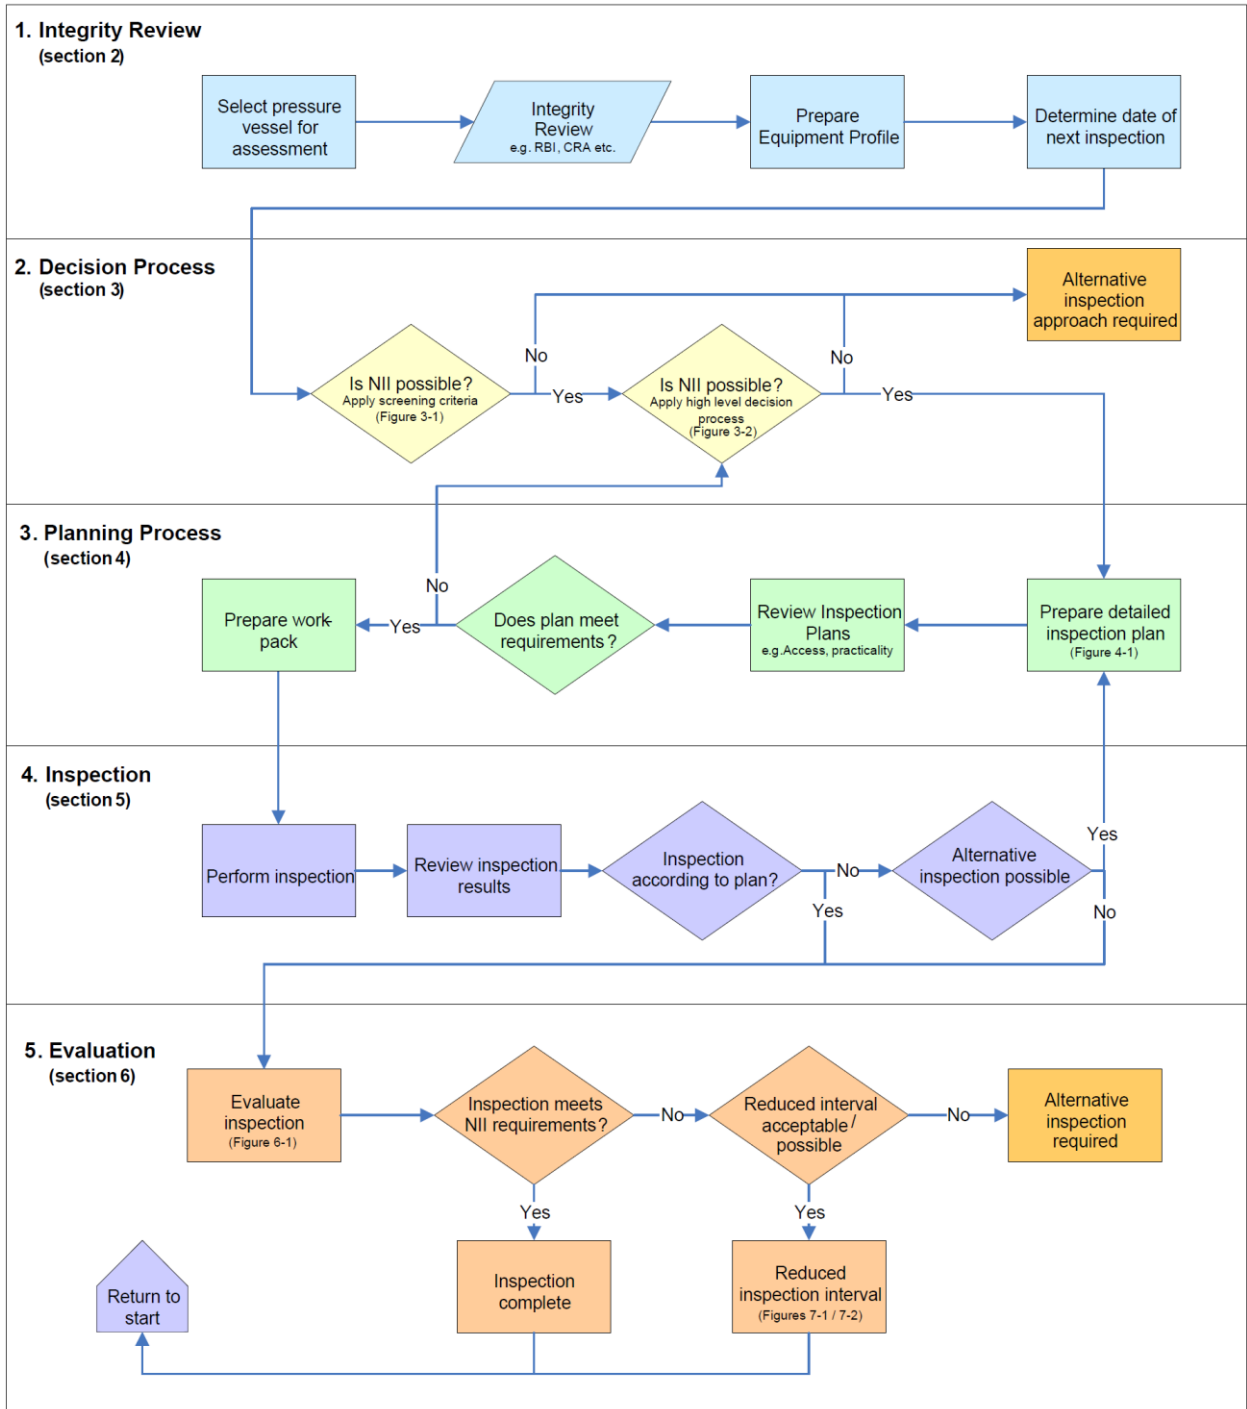 1. Integrity Review
(section 2)
Select pressure
vessel for
assessment
Integrity
Review
e.g. RBI, CRA etc.
Prepare
Equipment Profile
Determine date of
next inspection
2. Decision Process
(section 3)
Alternative
inspection
approach required
No
No
Is NII possible?
Apply screening criteria
(Figure 3-1)
Yes
Is NII possible?
Apply high level decision
process
(Figure 3-2)
Yes
3. Planning Process
(section 4)
No
Prepare work-
pack
Yes
Does plan meet
requirements?
Review Inspection
Plans
e.g.Access, practicality
Prepare detailed
inspection plan
(Figure 4-1)
4. Inspection
(section 5)
Perform inspection
Review inspection
results
Inspection
according to plan?
No
Yes
Alternative
inspection possible
Yes
No
5. Evaluation
(section 6)
Evaluate
inspection
(Figure 6-1)
Inspection meets
NII requirements?
No
Reduced interval
acceptable/
possible
No
Alternative
inspection
required
Yes
Yes
Return to
start
Inspection
complete
Reduced
inspection interval
(Figures 7-1 / 7-2)